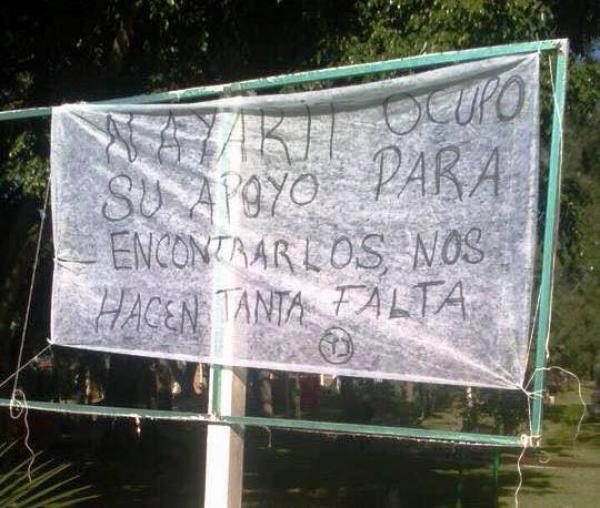 NAYARIT OCUPO
SU APOYO PARA
ENCONTRARLOS, NOS
HACEN TANTA FALTA